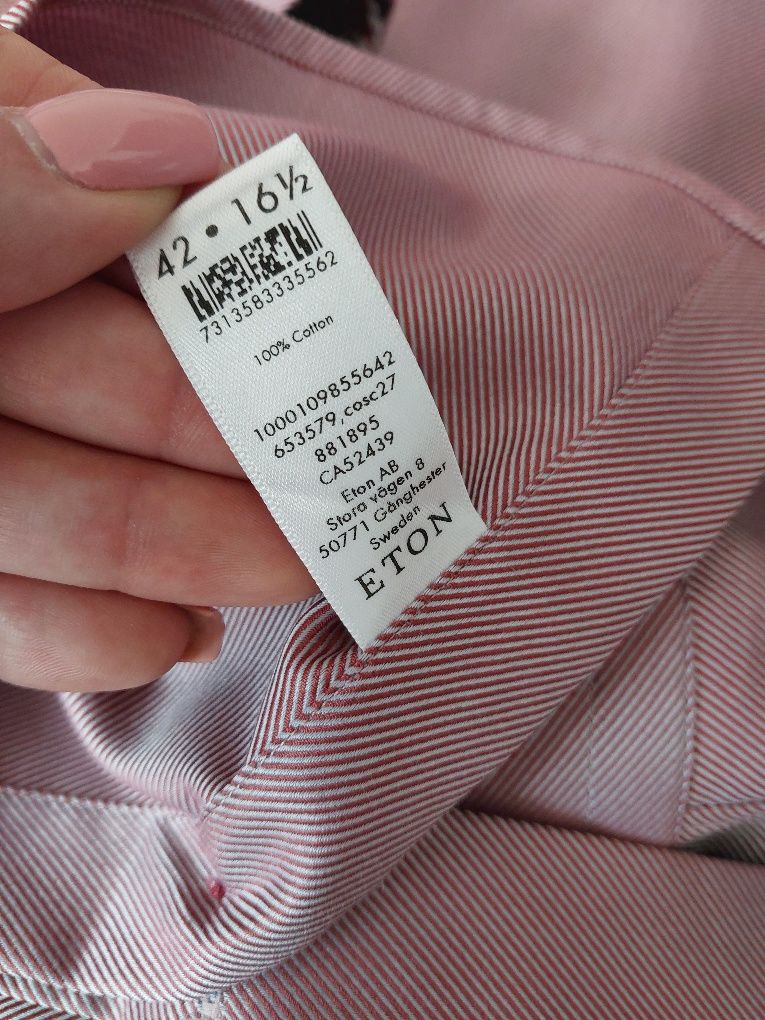 42 • 16½
7313583335562
100% Cotton
1000109855642
653579,cosc27
881895
CA52439
Eton AB
Stora vägen 8
50771 Gånghester
Sweden
ETON